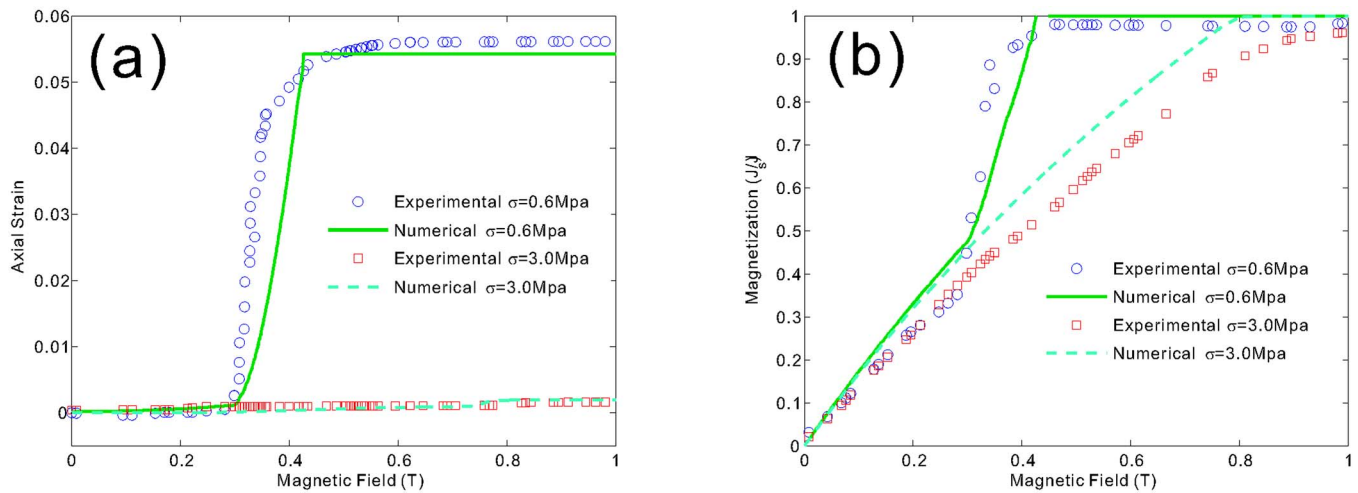 (a)
0.06
0.05
0.04
0.03
0.02
0.01
0
Axial Strain
Experimental σ=0.6Mpa
Numerical σ=0.6Mpa
Experimental σ=3.0Mpa
Numerical σ=3.0Mpa
0 0.2 0.4 0.6 0.8 1
Magnetic Field (T)
(b)
1
0.9
0.8
0.7
0.6
0.5
0.4
0.3
0.2
0.1
0
Magnetization (J/Js)
Experimental σ=0.6Mpa
Numerical σ=0.6Mpa
Experimental σ=3.0Mpa
Numerical σ=3.0Mpa
0 0.2 0.4 0.6 0.8 1
Magnetic Field (T)